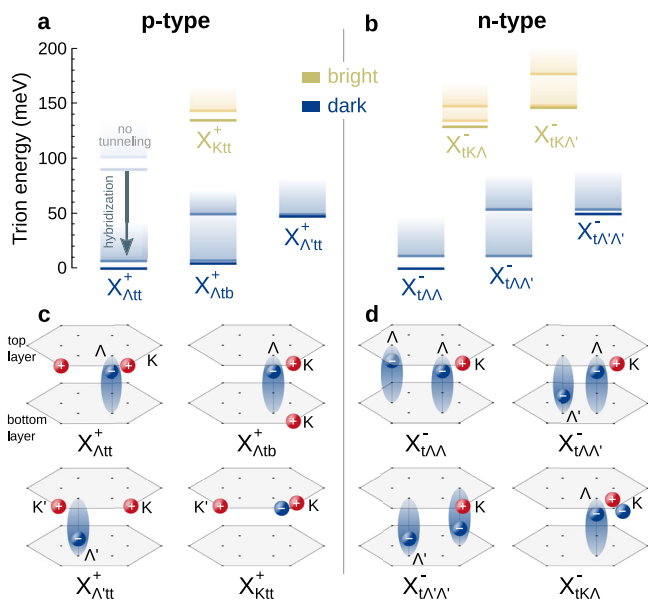 a
p-type
b
n-type
Trion energy (meV)
200
150
100
50
0
bright
dark
no
tunneling
hybridization
X⁺Ktt
X⁺Λtt
X⁺Λtb
X⁺Λ'tt
X⁻tKΛ
X⁻tKΛ'
X⁻tΛΛ
X⁻tΛΛ'
X⁻tΛ'Λ'
c
top
layer
bottom
layer
Λ
+
−
+
K
X⁺Λtt
Λ
−
+
K
+
X⁺Λtb
K'
+
+
K
−
Λ'
X⁺Λ'tt
K'
+
−
+
K
X⁺Ktt
d
Λ
Λ
−
−
+
K
X⁻tΛΛ
Λ
−
+
K
−
Λ'
X⁻tΛΛ'
+
K
−
−
Λ'
X⁻tΛ'Λ'
Λ
+
K
−
−
X⁻tKΛ